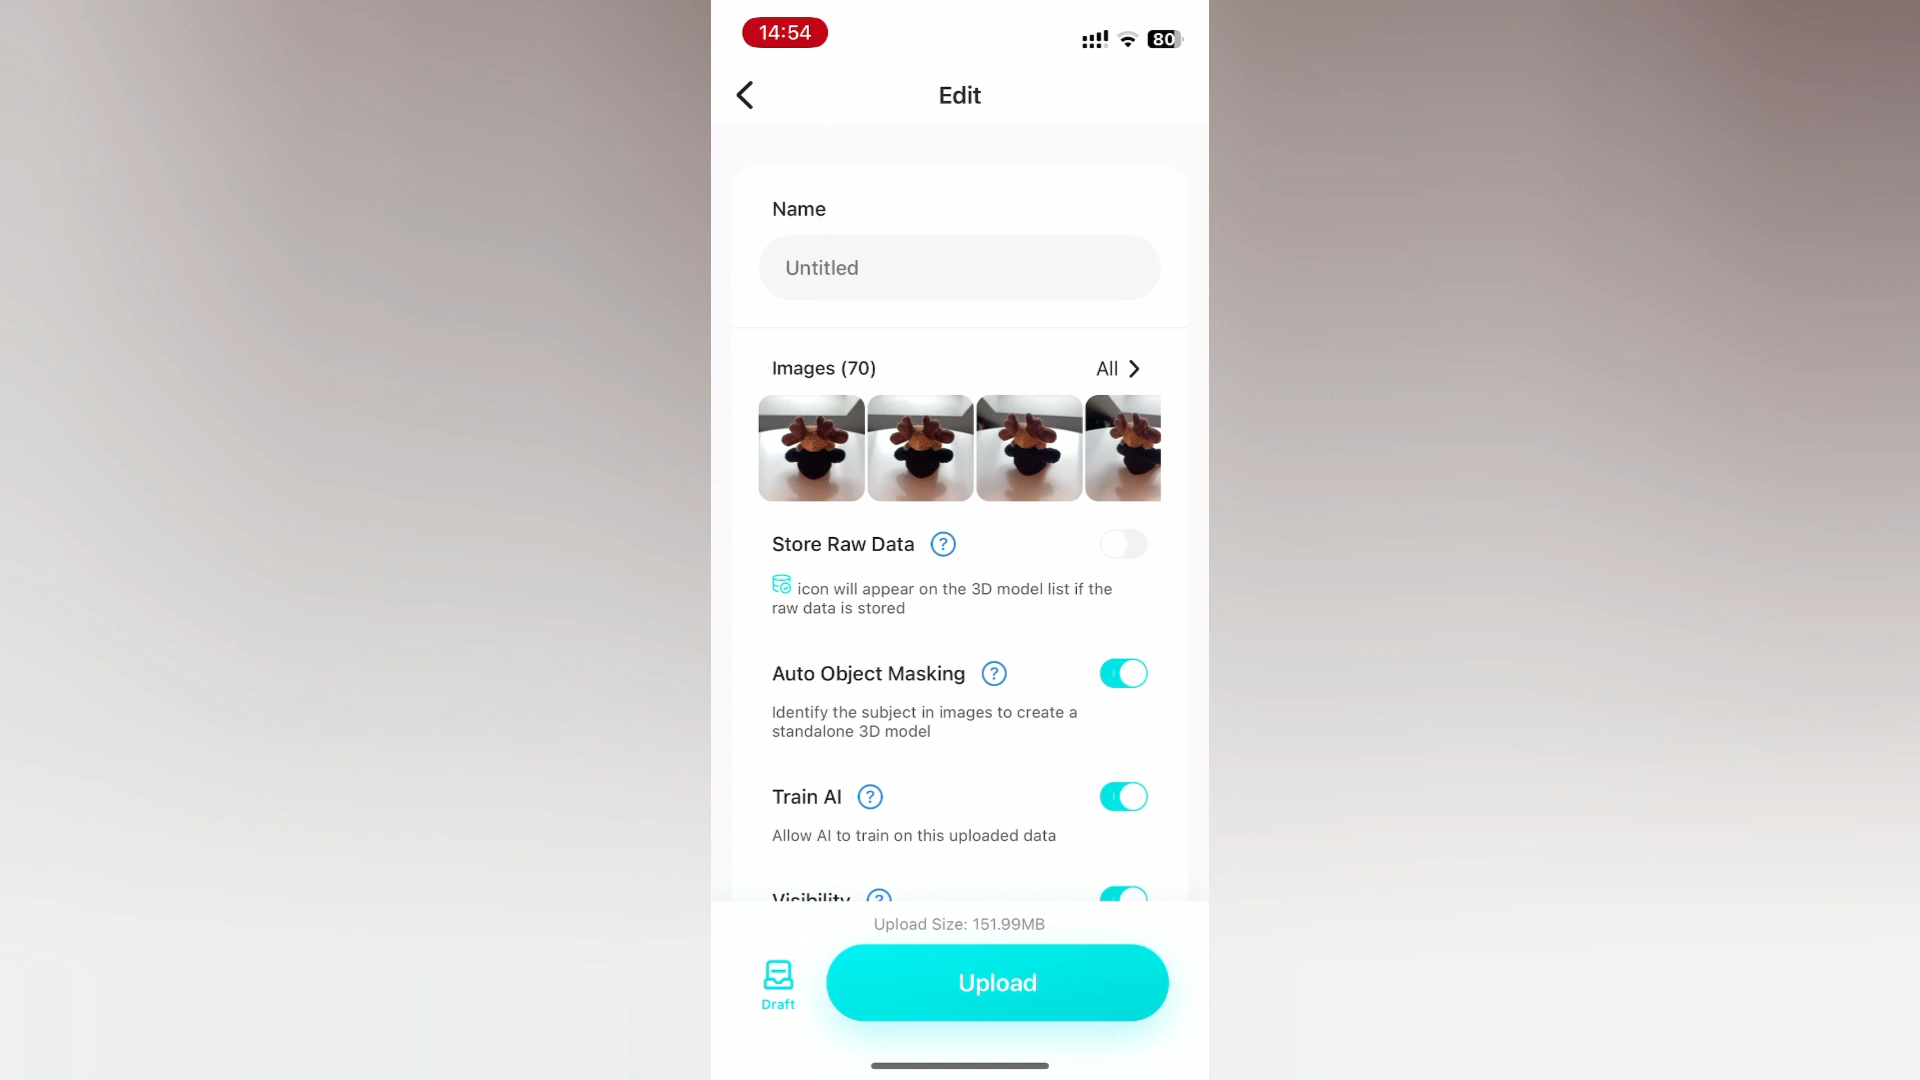 14:54
80
Edit
Name
Untitled
Images (70)
All
Store Raw Data ?
icon will appear on the 3D model list if the
raw data is stored
Auto Object Masking ?
Identify the subject in images to create a
standalone 3D model
Train AI ?
Allow AI to train on this uploaded data
Visibility ?
Upload Size: 151.99MB
Draft
Upload